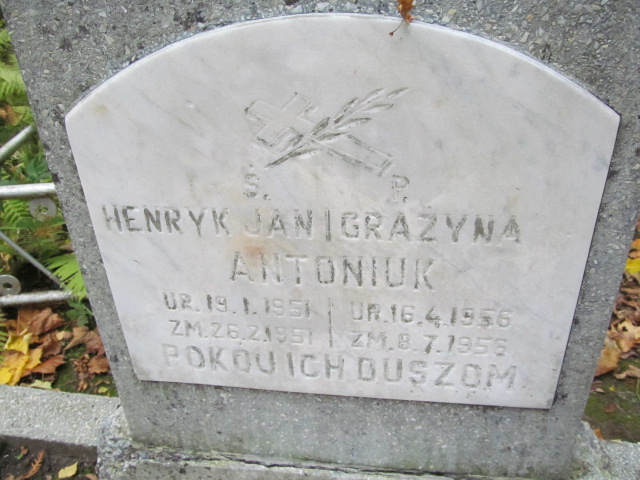 Ś. P.
HENRYK JAN | GRAŻYNA
ANTONIUK
UR. 19.1.1951 | UR. 16.4.1956
ZM. 26.2.1951 | ZM. 8.7.1956
POKOJ ICH DUSZOM